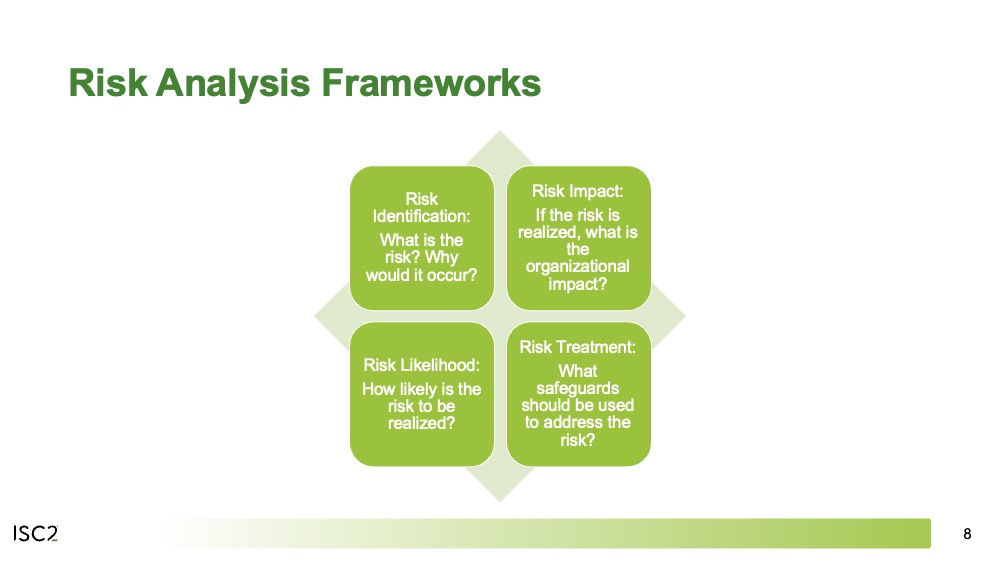 Risk Analysis Frameworks
Risk
Identification:
What is the
risk? Why
would it occur?
Risk Impact:
If the risk is
realized, what is
the
organizational
impact?
Risk Likelihood:
How likely is the
risk to be
realized?
Risk Treatment:
What
safeguards
should be used
to address the
risk?
ISC2
8